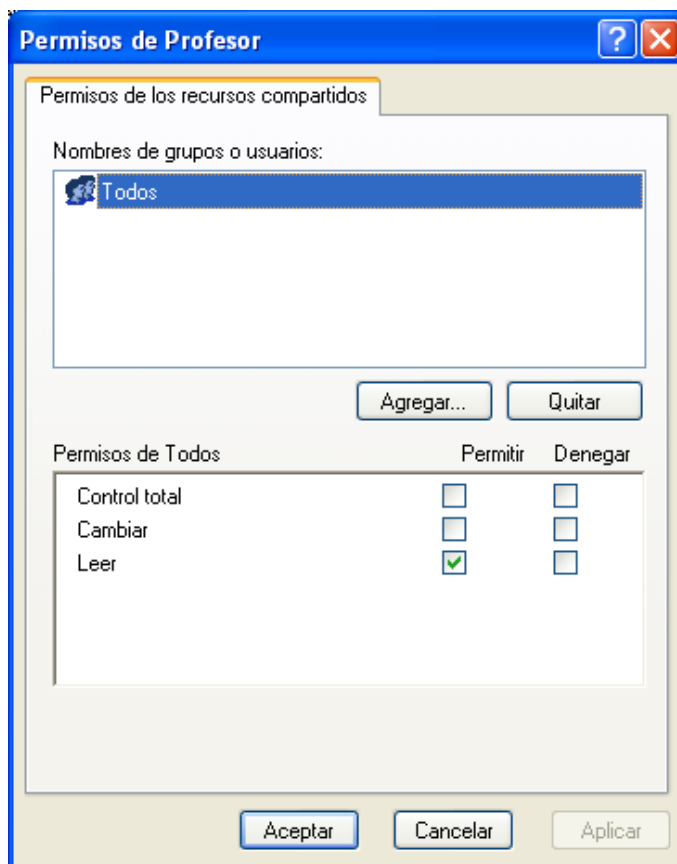 Permisos de Profesor
Permisos de los recursos compartidos
Nombres de grupos o usuarios:
Todos
Agregar... Quitar
Permisos de Todos Permitir Denegar
Control total
Cambiar
Leer
Aceptar Cancelar Aplicar